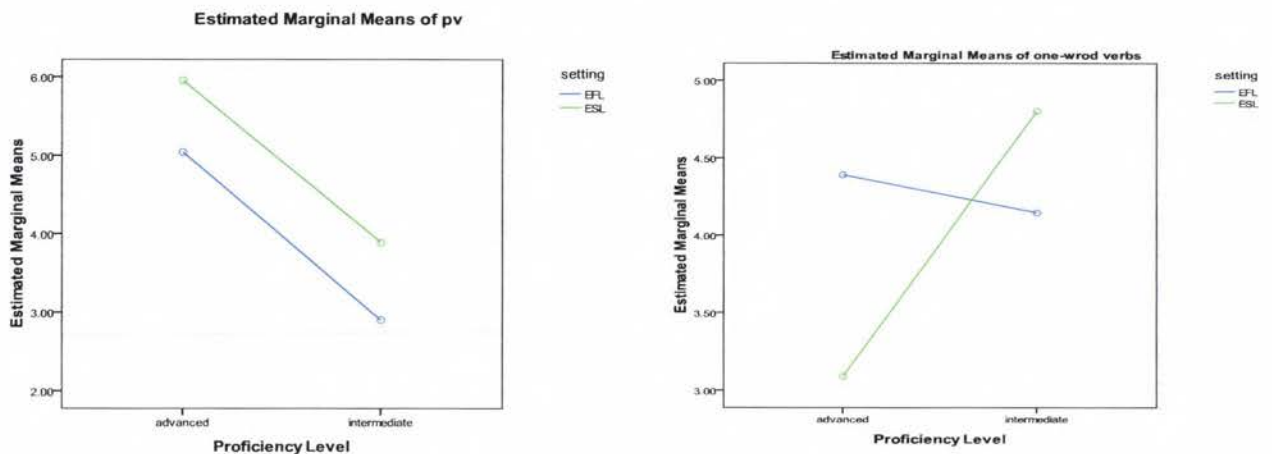 Estimated Marginal Means of pv
Estimated Marginal Means
6.00
5.00
4.00
3.00
2.00
advanced
intermediate
Proficiency Level
setting
EFL
ESL
Estimated Marginal Means of one-wrod verbs
Estimated Marginal Means
5.00
4.50
4.00
3.50
3.00
advanced
intermediate
Proficiency Level
setting
EFL
ESL